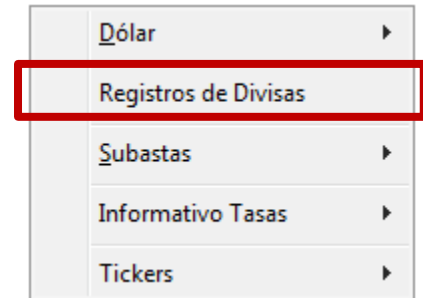 Dólar
Registros de Divisas
Subastas
Informativo Tasas
Tickers